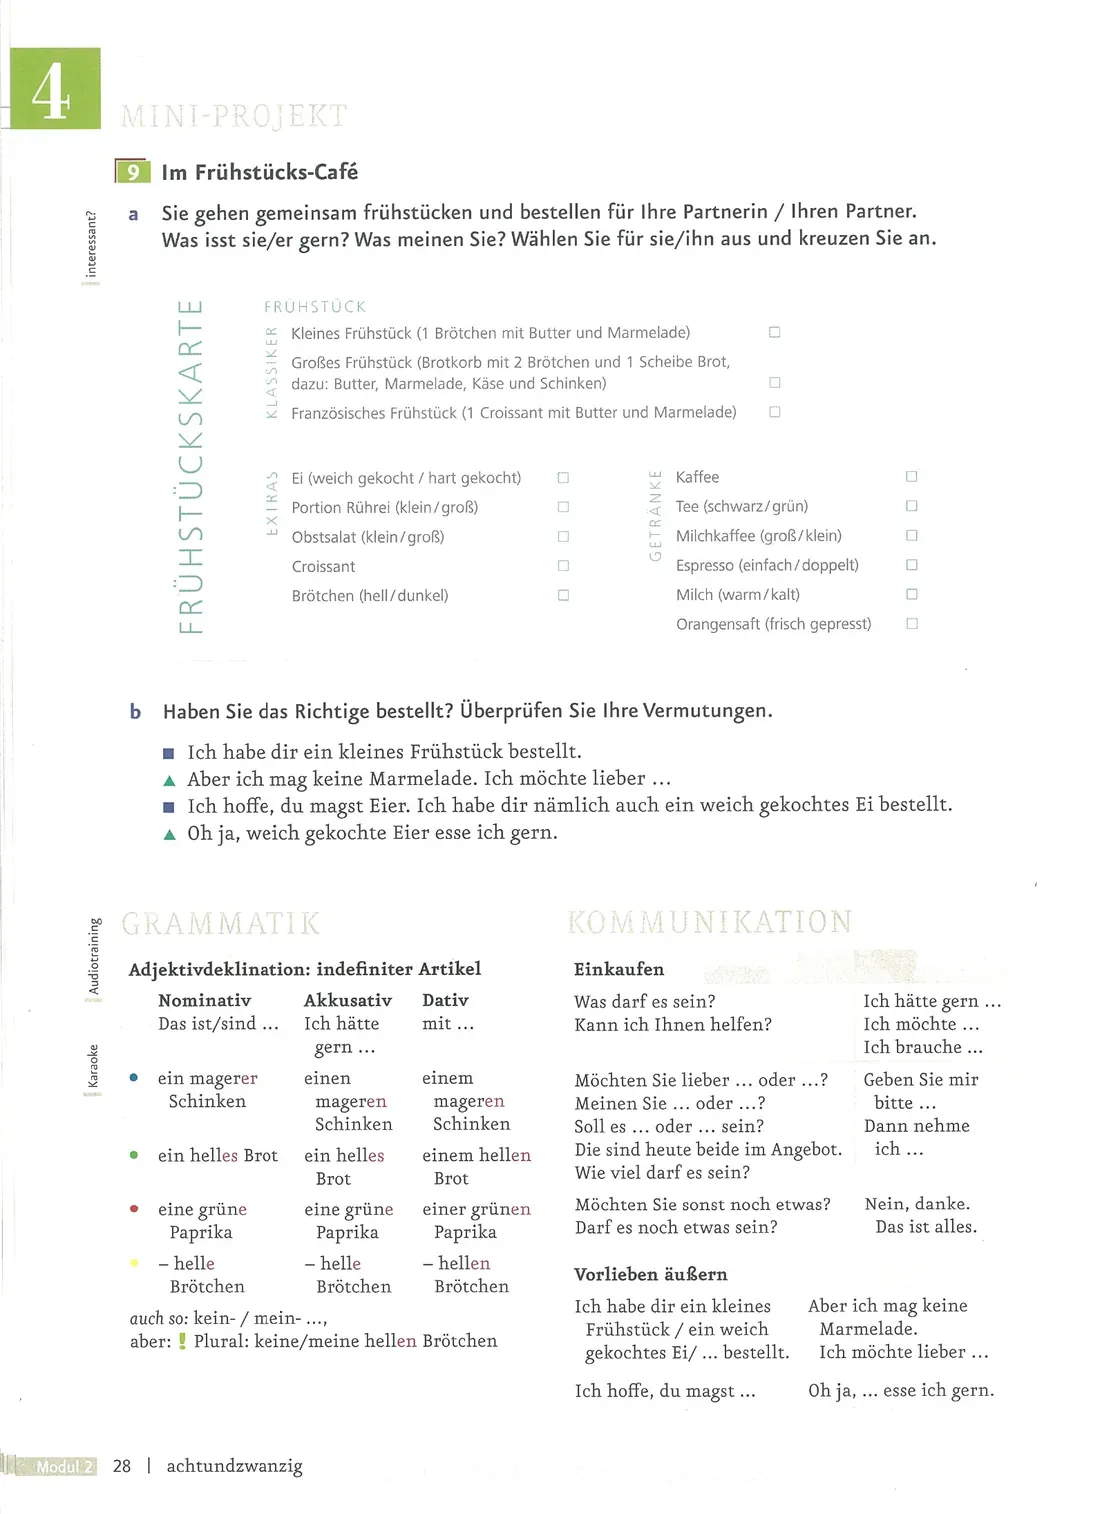 4
MINI-PROJEKT
9 Im Frühstücks-Café
interessant?
a Sie gehen gemeinsam frühstücken und bestellen für Ihre Partnerin / Ihren Partner.
Was isst sie/er gern? Was meinen Sie? Wählen Sie für sie/ihn aus und kreuzen Sie an.
FRÜHSTÜCKSKARTE
FRÜHSTÜCK
KLASSIKER
Kleines Frühstück (1 Brötchen mit Butter und Marmelade) ☐
Großes Frühstück (Brotkorb mit 2 Brötchen und 1 Scheibe Brot,
dazu: Butter, Marmelade, Käse und Schinken) ☐
Französisches Frühstück (1 Croissant mit Butter und Marmelade) ☐
EXTRAS
Ei (weich gekocht / hart gekocht) ☐
Portion Rührei (klein/groß) ☐
Obstsalat (klein/groß) ☐
Croissant ☐
Brötchen (hell/dunkel) ☐
GETRÄNKE
Kaffee ☐
Tee (schwarz/grün) ☐
Milchkaffee (groß/klein) ☐
Espresso (einfach/doppelt) ☐
Milch (warm/kalt) ☐
Orangensaft (frisch gepresst) ☐
b Haben Sie das Richtige bestellt? Überprüfen Sie Ihre Vermutungen.
■ Ich habe dir ein kleines Frühstück bestellt.
▲ Aber ich mag keine Marmelade. Ich möchte lieber ...
■ Ich hoffe, du magst Eier. Ich habe dir nämlich auch ein weich gekochtes Ei bestellt.
▲ Oh ja, weich gekochte Eier esse ich gern.
Audiotraining
Karaoke
GRAMMATIK
Adjektivdeklination: indefiniter Artikel
Nominativ Akkusativ Dativ
Das ist/sind ... Ich hätte mit ...
gern ...
● ein magerer einen einem
Schinken mageren mageren
Schinken Schinken
● ein helles Brot ein helles einem hellen
Brot Brot
● eine grüne eine grüne einer grünen
Paprika Paprika Paprika
● – helle – helle – hellen
Brötchen Brötchen Brötchen
auch so: kein- / mein- ...,
aber: ! Plural: keine/meine hellen Brötchen
KOMMUNIKATION
Einkaufen
Was darf es sein? Ich hätte gern ...
Kann ich Ihnen helfen? Ich möchte ...
Ich brauche ...
Möchten Sie lieber ... oder ...? Geben Sie mir
Meinen Sie ... oder ...? bitte ...
Soll es ... oder ... sein? Dann nehme
Die sind heute beide im Angebot. ich ...
Wie viel darf es sein?
Möchten Sie sonst noch etwas? Nein, danke.
Darf es noch etwas sein? Das ist alles.
Vorlieben äußern
Ich habe dir ein kleines Aber ich mag keine
Frühstück / ein weich Marmelade.
gekochtes Ei/ ... bestellt. Ich möchte lieber ...
Ich hoffe, du magst ... Oh ja, ... esse ich gern.
Modul 2 28 | achtundzwanzig